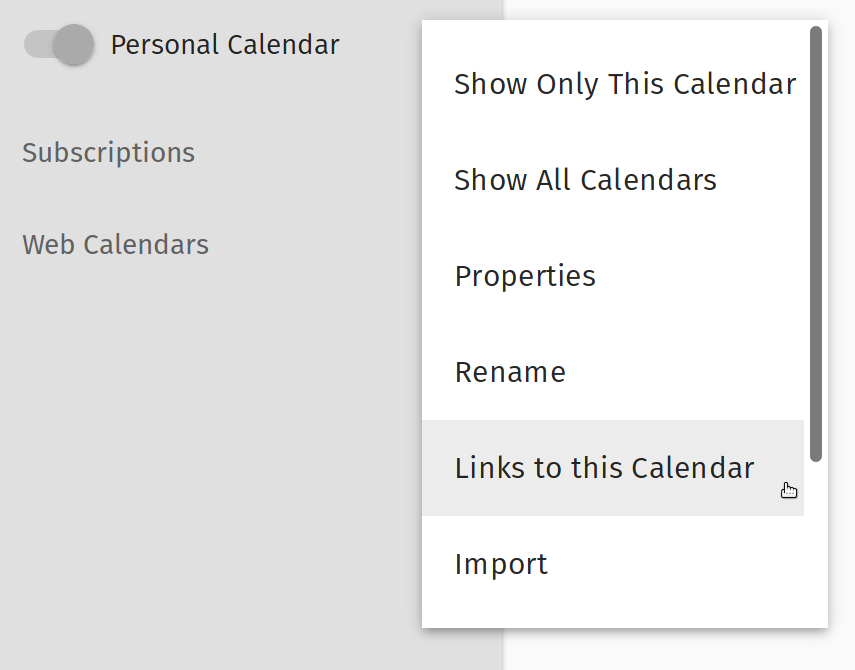 Personal Calendar
Subscriptions
Web Calendars
Show Only This Calendar
Show All Calendars
Properties
Rename
Links to this Calendar
Import